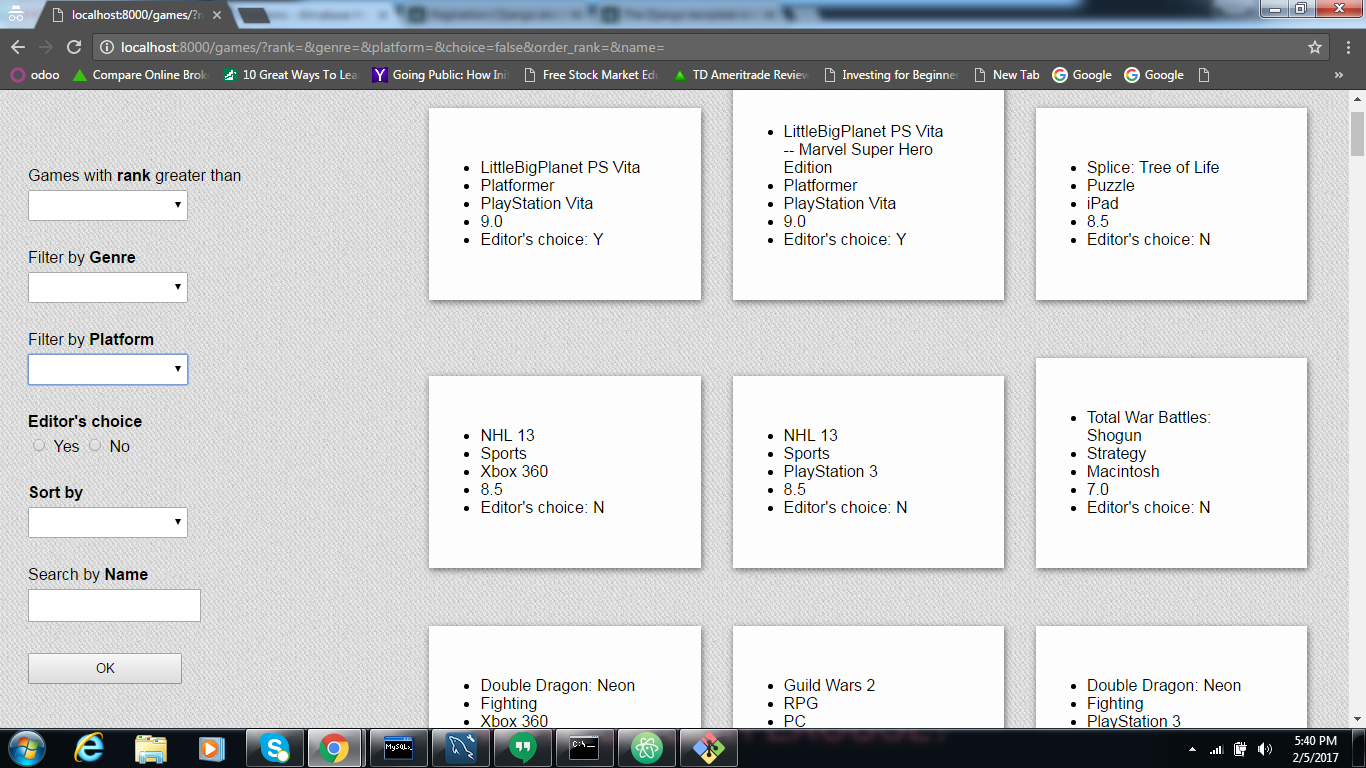 localhost:8000/games/?r
localhost:8000/games/?rank=&genre=&platform=&choice=false&order_rank=&name=
odoo
Compare Online Brok
10 Great Ways To Lea
Going Public: How Ini
Free Stock Market Edu
TD Ameritrade Review
Investing for Beginner
New Tab
Google
Google
»
Games with rank greater than
Filter by Genre
Filter by Platform
Editor's choice
Yes No
Sort by
Search by Name
OK
LittleBigPlanet PS Vita
Platformer
PlayStation Vita
9.0
Editor's choice: Y
LittleBigPlanet PS Vita
-- Marvel Super Hero
Edition
Platformer
PlayStation Vita
9.0
Editor's choice: Y
Splice: Tree of Life
Puzzle
iPad
8.5
Editor's choice: N
NHL 13
Sports
Xbox 360
8.5
Editor's choice: N
NHL 13
Sports
PlayStation 3
8.5
Editor's choice: N
Total War Battles:
Shogun
Strategy
Macintosh
7.0
Editor's choice: N
Double Dragon: Neon
Fighting
Xbox 360
Guild Wars 2
RPG
PC
Double Dragon: Neon
Fighting
PlayStation 3
MySQL
C:\
5:40 PM
2/5/2017